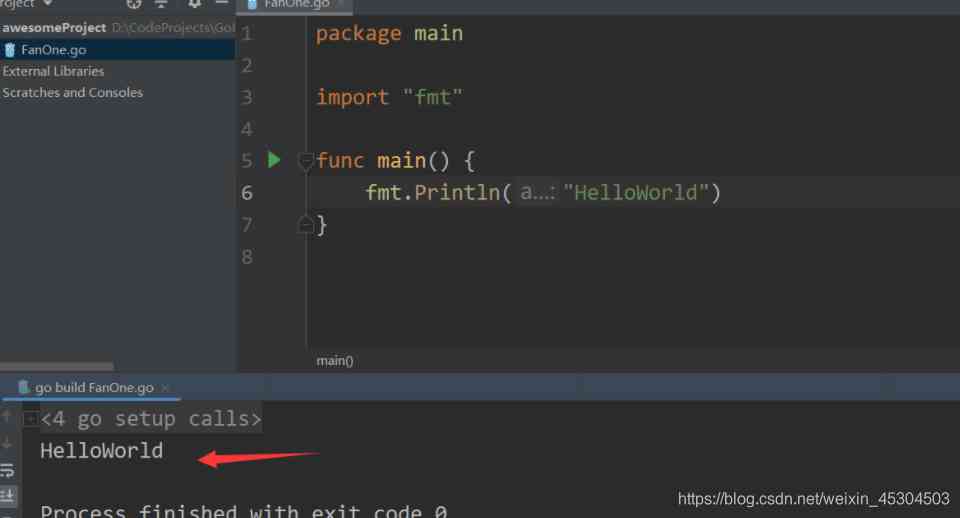 roject
FanOne.go
awesomeProject D:\CodeProjects\Gol
FanOne.go
External Libraries
Scratches and Consoles
1 package main
2
3 import "fmt"
4
5 func main() {
6 fmt.Println( a...: "HelloWorld")
7 }
8
main()
go build FanOne.go
<4 go setup calls>
HelloWorld
Process finished with exit code 0
https://blog.csdn.net/weixin_45304503